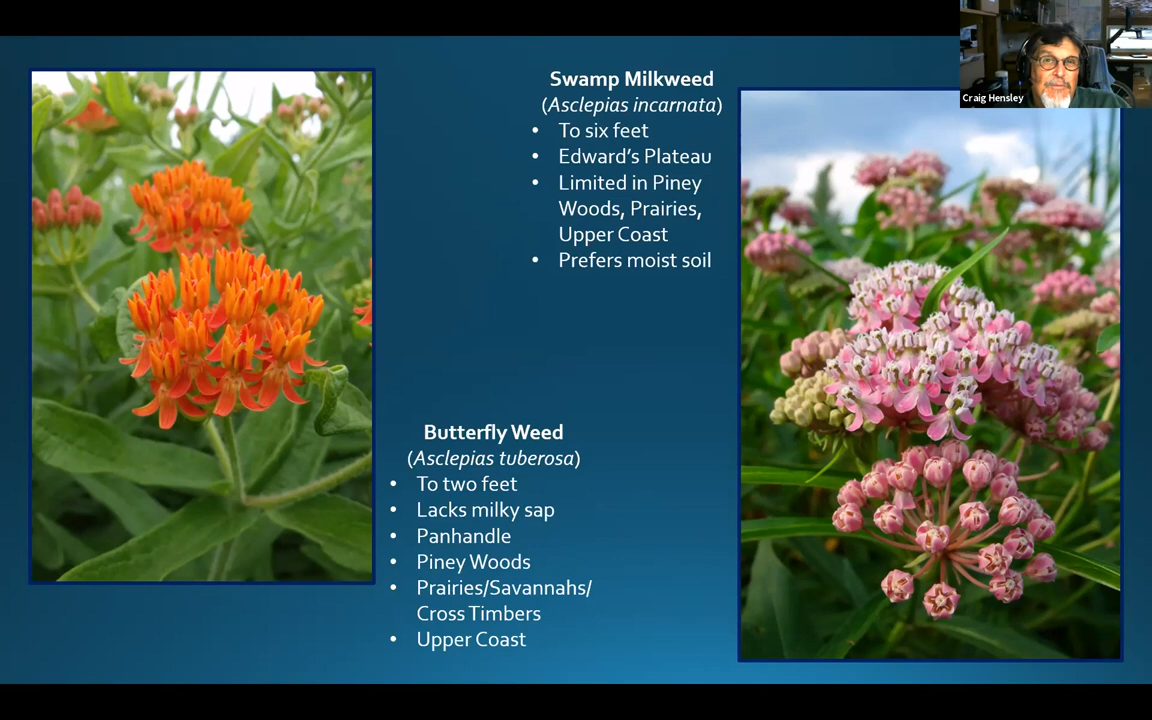 Swamp Milkweed
(Asclepias incarnata)
• To six feet
• Edward's Plateau
• Limited in Piney
Woods, Prairies,
Upper Coast
• Prefers moist soil
Craig Hensley
Butterfly Weed
(Asclepias tuberosa)
• To two feet
• Lacks milky sap
• Panhandle
• Piney Woods
• Prairies/Savannahs/
Cross Timbers
• Upper Coast